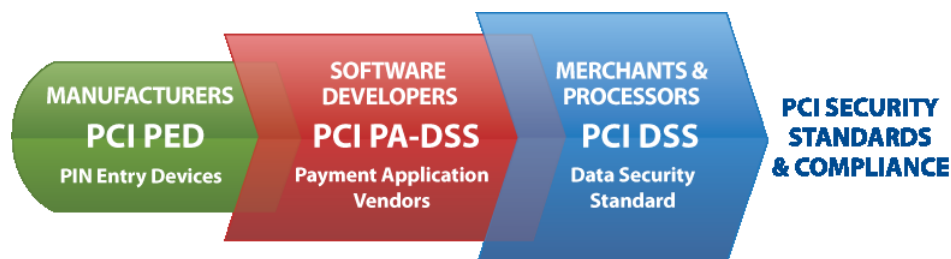 MANUFACTURERS
PCI PED
PIN Entry Devices
SOFTWARE
DEVELOPERS
PCI PA-DSS
Payment Application
Vendors
MERCHANTS &
PROCESSORS
PCI DSS
Data Security
Standard
PCI SECURITY
STANDARDS
& COMPLIANCE